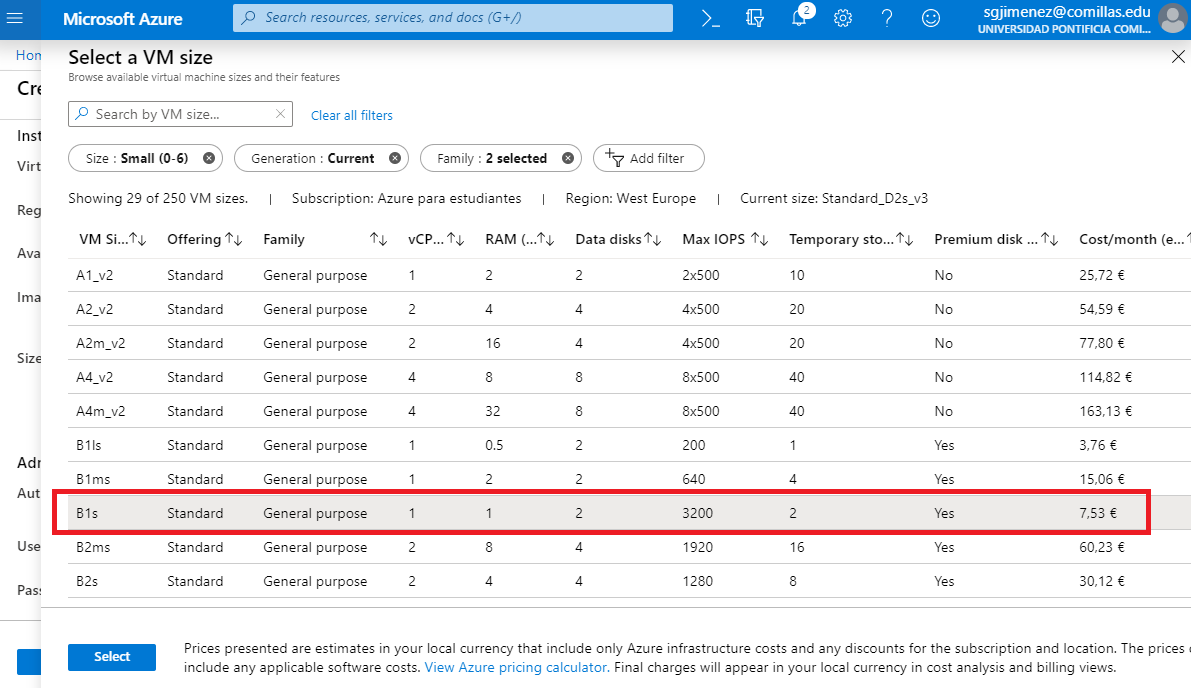 Microsoft Azure
Search resources, services, and docs (G+/)
2
sgjimenez@comillas.edu
UNIVERSIDAD PONTIFICIA COMI...
Hom
Select a VM size
Browse available virtual machine sizes and their features
Cre
Search by VM size...
Clear all filters
Inst
Size : Small (0-6)
Generation : Current
Family : 2 selected
Add filter
Virt
Showing 29 of 250 VM sizes. | Subscription: Azure para estudiantes | Region: West Europe | Current size: Standard_D2s_v3
Reg
VM Si... Offering Family vCP... RAM (... Data disks Max IOPS Temporary sto... Premium disk ... Cost/month (e...
Ava
A1_v2 Standard General purpose 1 2 2 2x500 10 No 25,72 €
Ima
A2_v2 Standard General purpose 2 4 4 4x500 20 No 54,59 €
A2m_v2 Standard General purpose 2 16 4 4x500 20 No 77,80 €
Size
A4_v2 Standard General purpose 4 8 8 8x500 40 No 114,82 €
A4m_v2 Standard General purpose 4 32 8 8x500 40 No 163,13 €
B1ls Standard General purpose 1 0.5 2 200 1 Yes 3,76 €
Adr
B1ms Standard General purpose 1 2 2 640 4 Yes 15,06 €
Aut
B1s Standard General purpose 1 1 2 3200 2 Yes 7,53 €
Use
B2ms Standard General purpose 2 8 4 1920 16 Yes 60,23 €
B2s Standard General purpose 2 4 4 1280 8 Yes 30,12 €
Pass
Select
Prices presented are estimates in your local currency that include only Azure infrastructure costs and any discounts for the subscription and location. The prices
include any applicable software costs. View Azure pricing calculator. Final charges will appear in your local currency in cost analysis and billing views.